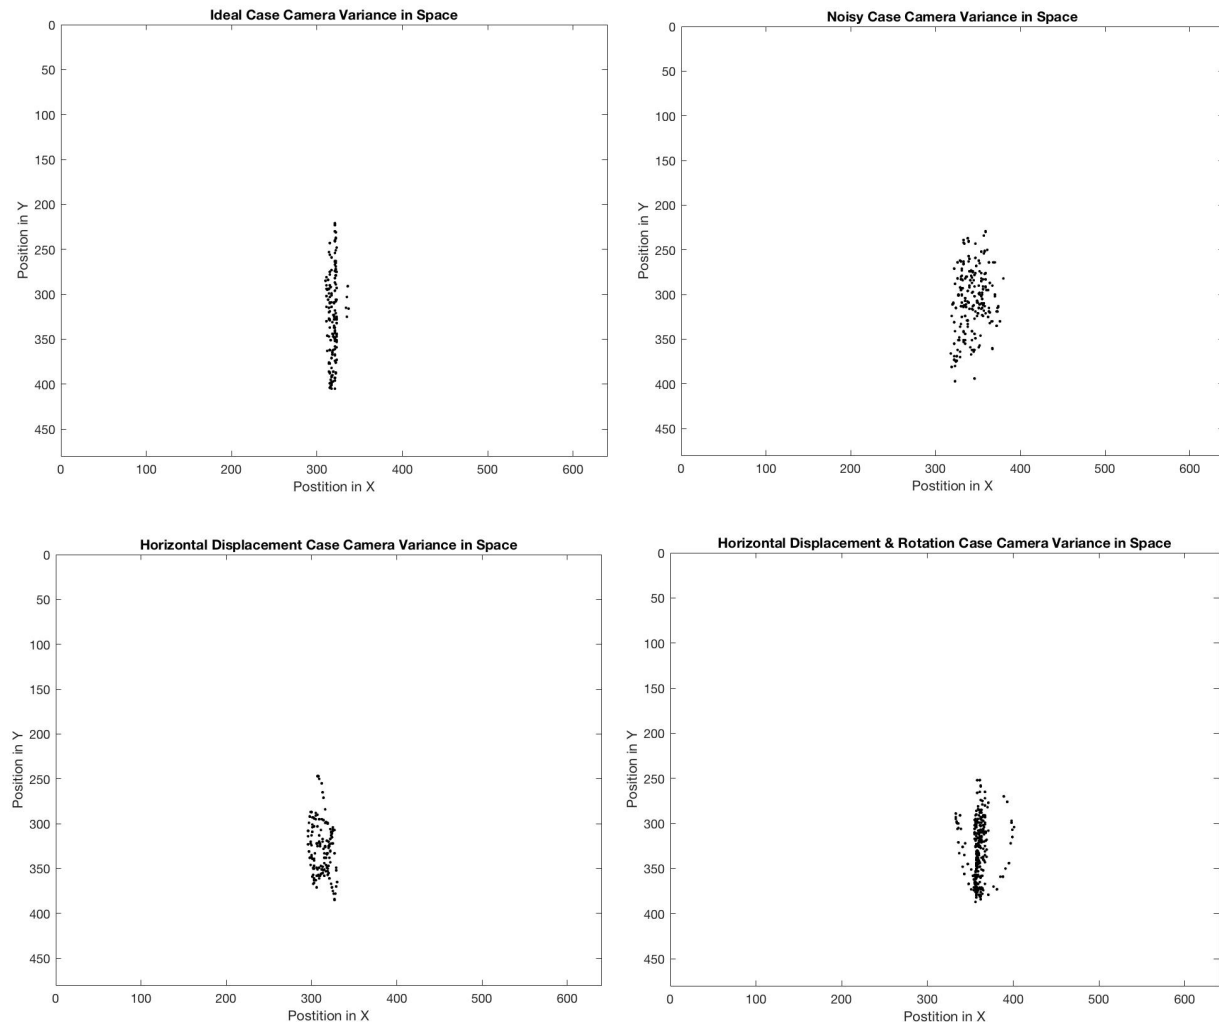 Ideal Case Camera Variance in Space
0
50
100
150
200
250
300
350
400
450
Position in Y
0 100 200 300 400 500 600
Postition in X
Noisy Case Camera Variance in Space
0
50
100
150
200
250
300
350
400
450
Position in Y
0 100 200 300 400 500 600
Postition in X
Horizontal Displacement Case Camera Variance in Space
0
50
100
150
200
250
300
350
400
450
Position in Y
0 100 200 300 400 500 600
Postition in X
Horizontal Displacement & Rotation Case Camera Variance in Space
0
50
100
150
200
250
300
350
400
450
Position in Y
0 100 200 300 400 500 600
Postition in X